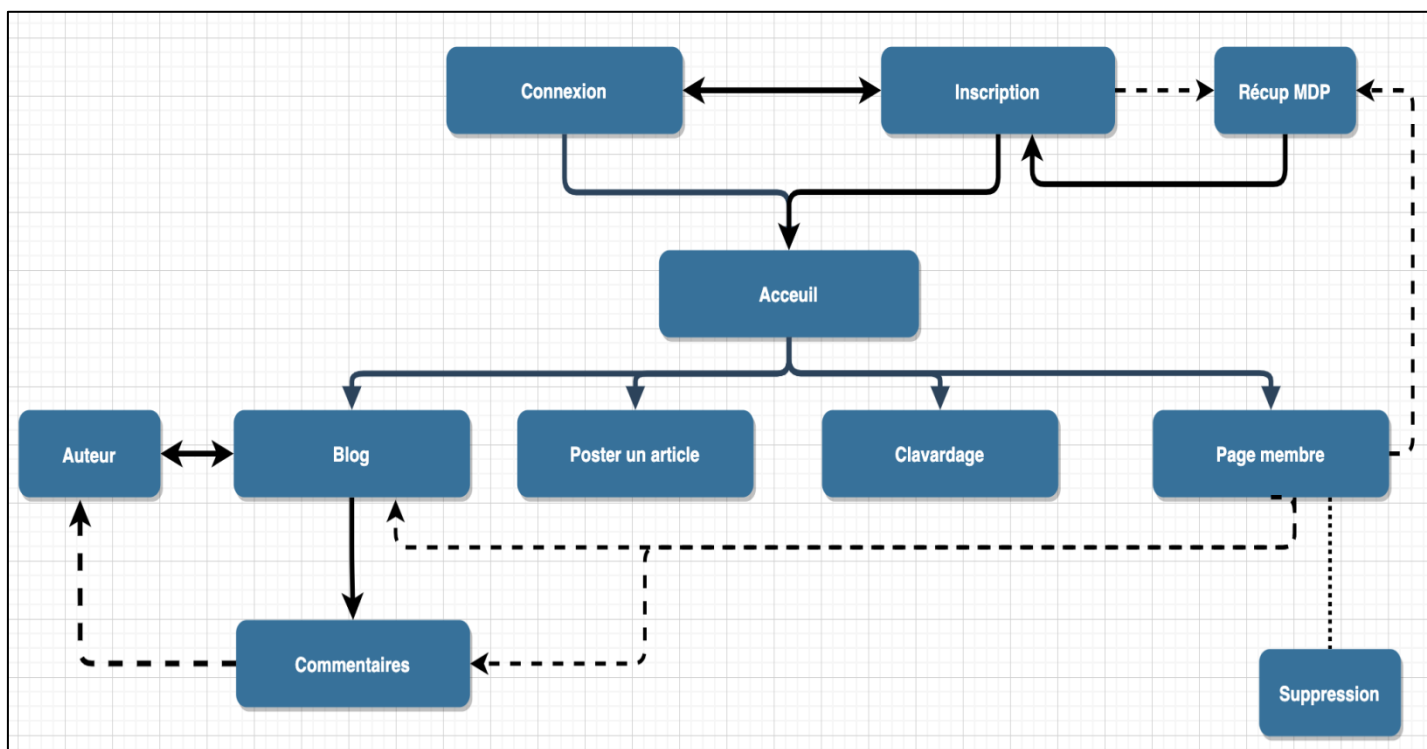 Connexion
Inscription
Récup MDP
Acceuil
Auteur
Blog
Poster un article
Clavardage
Page membre
Commentaires
Suppression